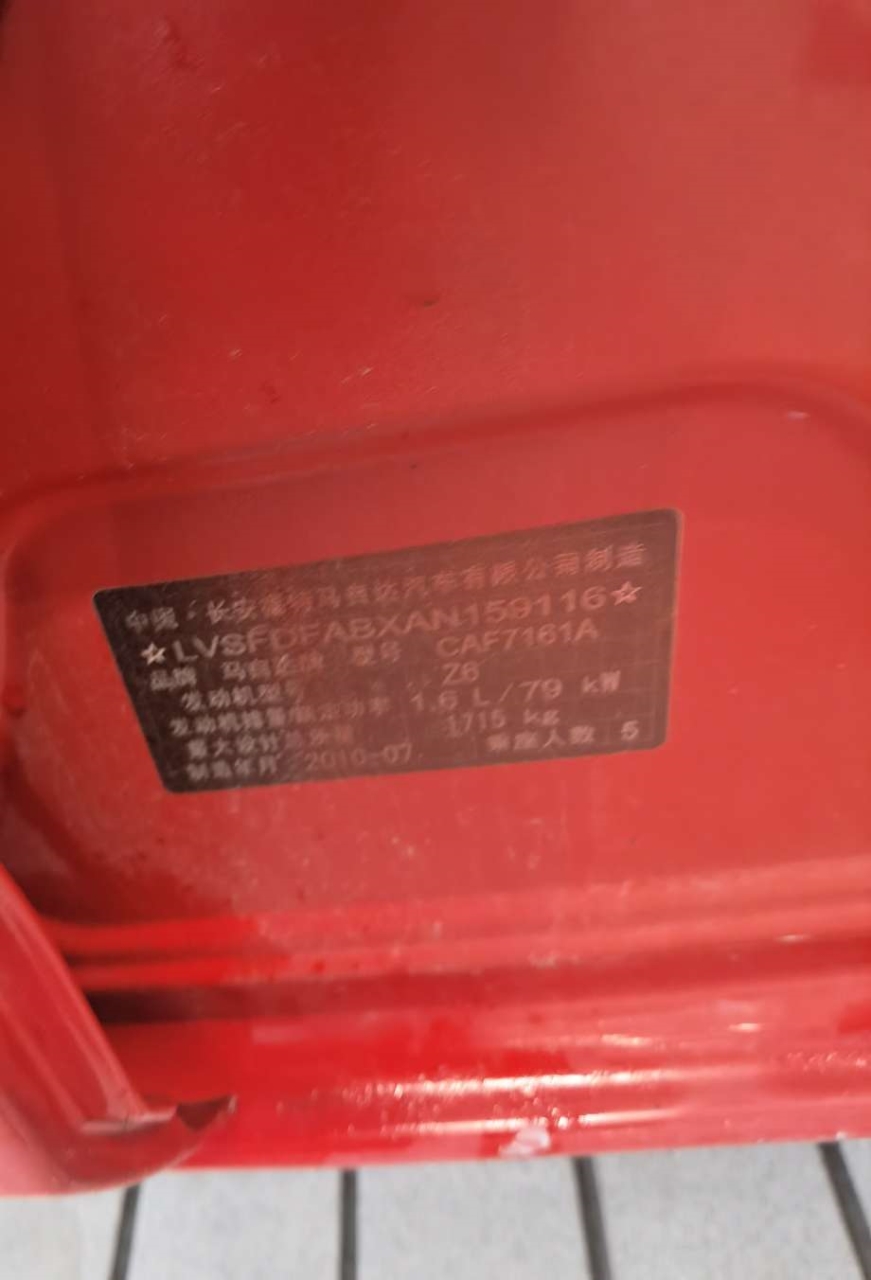 中国·长安福特马自达汽车有限公司制造
☆LVSFDFABXAN159116☆
品牌 马自达牌 型号 CAF7161A
发动机型号 Z6
发动机排量/额定功率 1.6 L/79 kW
最大设计总质量 1715 kg
制造年月 2010-07 乘座人数 5